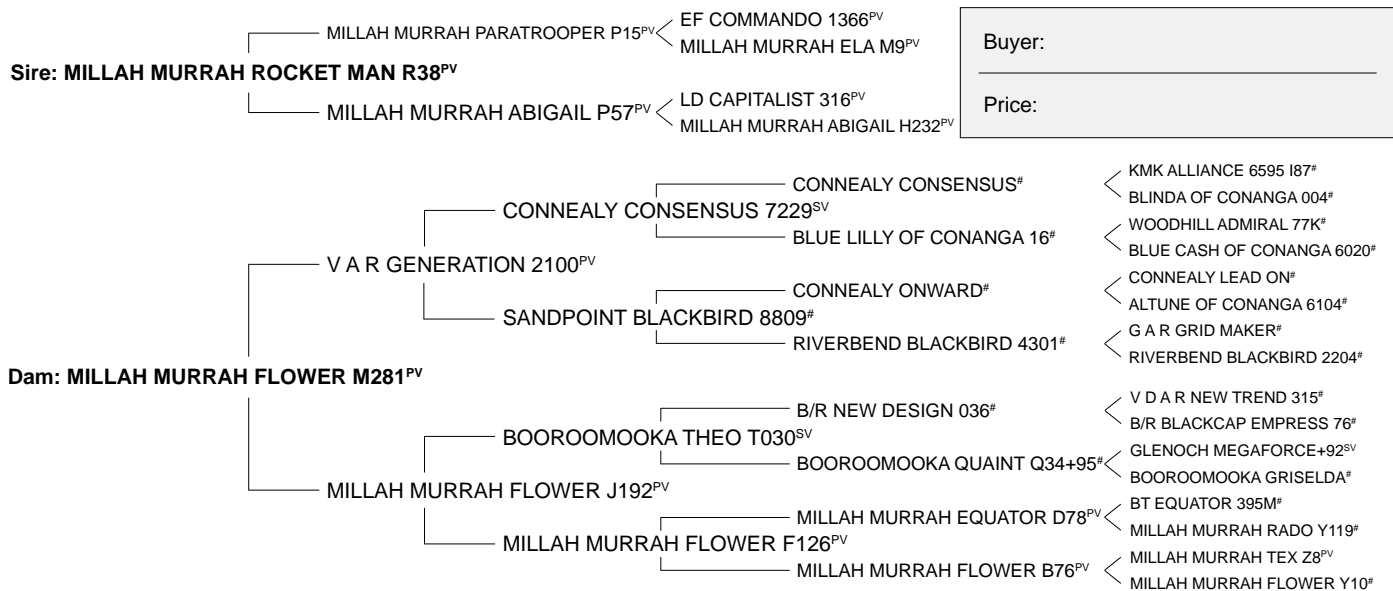 MILLAH MURRAH PARATROOPER P15PV
EF COMMANDO 1366PV
MILLAH MURRAH ELA M9PV
Sire: MILLAH MURRAH ROCKET MAN R38PV
MILLAH MURRAH ABIGAIL P57PV
LD CAPITALIST 316PV
MILLAH MURRAH ABIGAIL H232PV
Buyer:
Price:
KMK ALLIANCE 6595 I87#
CONNEALY CONSENSUS#
BLINDA OF CONANGA 004#
CONNEALY CONSENSUS 7229SV
WOODHILL ADMIRAL 77K#
BLUE LILLY OF CONANGA 16#
BLUE CASH OF CONANGA 6020#
V A R GENERATION 2100PV
CONNEALY LEAD ON#
CONNEALY ONWARD#
ALTUNE OF CONANGA 6104#
SANDPOINT BLACKBIRD 8809#
G A R GRID MAKER#
RIVERBEND BLACKBIRD 4301#
RIVERBEND BLACKBIRD 2204#
Dam: MILLAH MURRAH FLOWER M281PV
V D A R NEW TREND 315#
B/R NEW DESIGN 036#
B/R BLACKCAP EMPRESS 76#
BOOROOMOOKA THEO T030SV
GLENOCH MEGAFORCE+92SV
BOOROOMOOKA QUAINT Q34+95#
BOOROOMOOKA GRISELDA#
MILLAH MURRAH FLOWER J192PV
BT EQUATOR 395M#
MILLAH MURRAH EQUATOR D78PV
MILLAH MURRAH RADO Y119#
MILLAH MURRAH FLOWER F126PV
MILLAH MURRAH TEX Z8PV
MILLAH MURRAH FLOWER B76PV
MILLAH MURRAH FLOWER Y10#